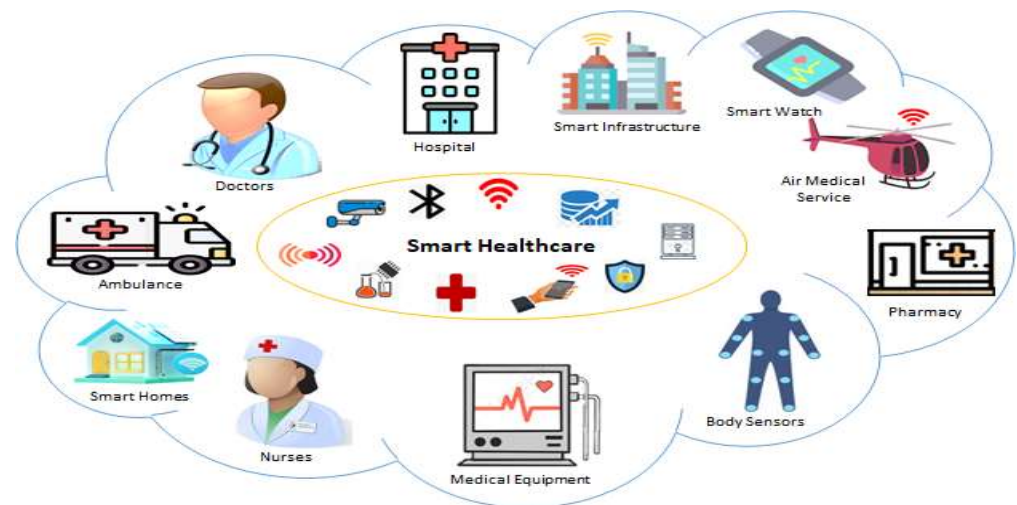 Hospital
Smart Infrastructure
Smart Watch
Doctors
Air Medical
Service
Smart Healthcare
Ambulance
Pharmacy
Smart Homes
Body Sensors
Nurses
Medical Equipment